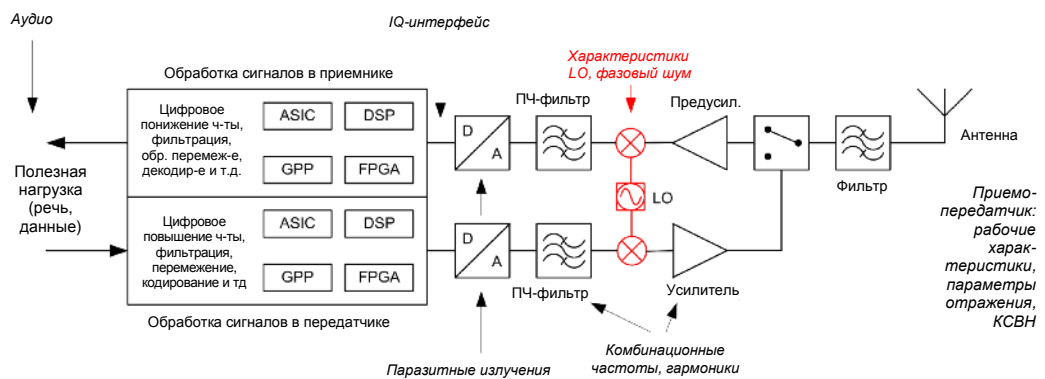 Аудио
IQ-интерфейс
Характеристики
LO, фазовый шум
Обработка сигналов в приемнике
Цифровое
понижение ч-ты,
фильтрация,
обр. перемеж-е,
декодир-е и т.д.
ASIC
DSP
GPP
FPGA
D
A
ПЧ-фильтр
Предусил.
Фильтр
Антенна
LO
Полезная
нагрузка
(речь,
данные)
Цифровое
повышение ч-ты,
фильтрация,
перемежение,
кодирование и тд
ASIC
DSP
GPP
FPGA
D
A
ПЧ-фильтр
Усилитель
Обработка сигналов в передатчике
Паразитные излучения
Комбинационные
частоты, гармоники
Приемо-
передатчик:
рабочие
харак-
теристики,
параметры
отражения,
КСВН